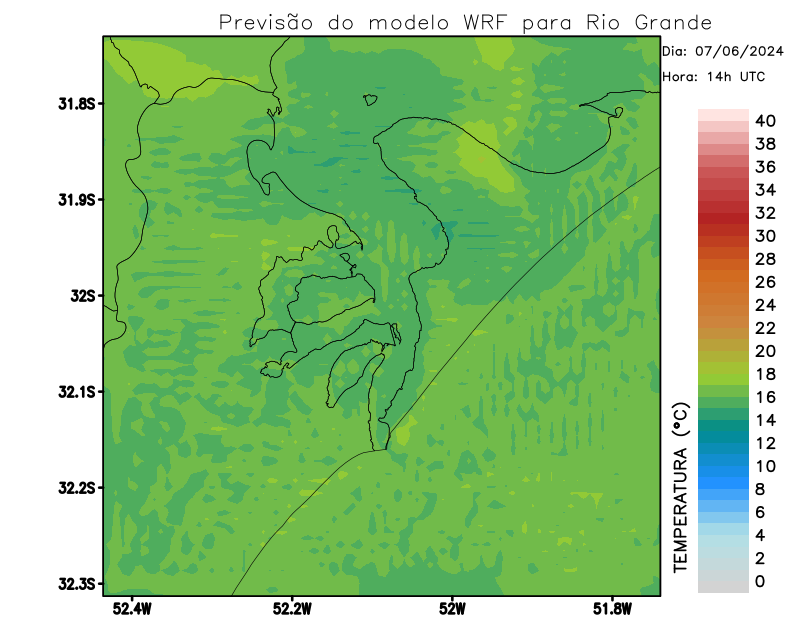 Previsão do modelo WRF para Rio Grande
Dia: 07/06/2024
Hora: 14h UTC
31.8S
31.9S
32S
32.1S
32.2S
32.3S
52.4W
52.2W
52W
51.8W
TEMPERATURA (°C)
40
38
36
34
32
30
28
26
24
22
20
18
16
14
12
10
8
6
4
2
0